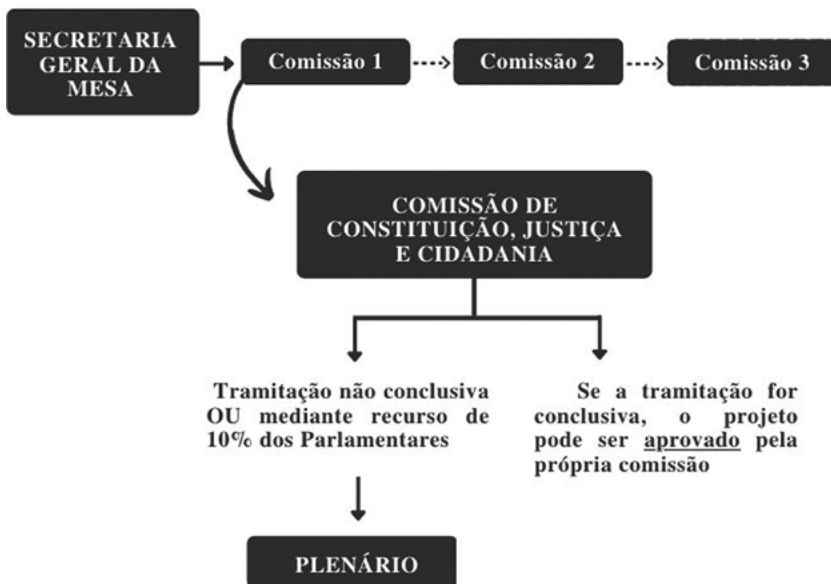 SECRETARIA
GERAL DA
MESA
Comissão 1
Comissão 2
Comissão 3
COMISSÃO DE
CONSTITUIÇÃO, JUSTIÇA
E CIDADANIA
Tramitação não conclusiva
OU mediante recurso de
10% dos Parlamentares
Se a tramitação for
conclusiva, o projeto
pode ser aprovado pela
própria comissão
PLENÁRIO